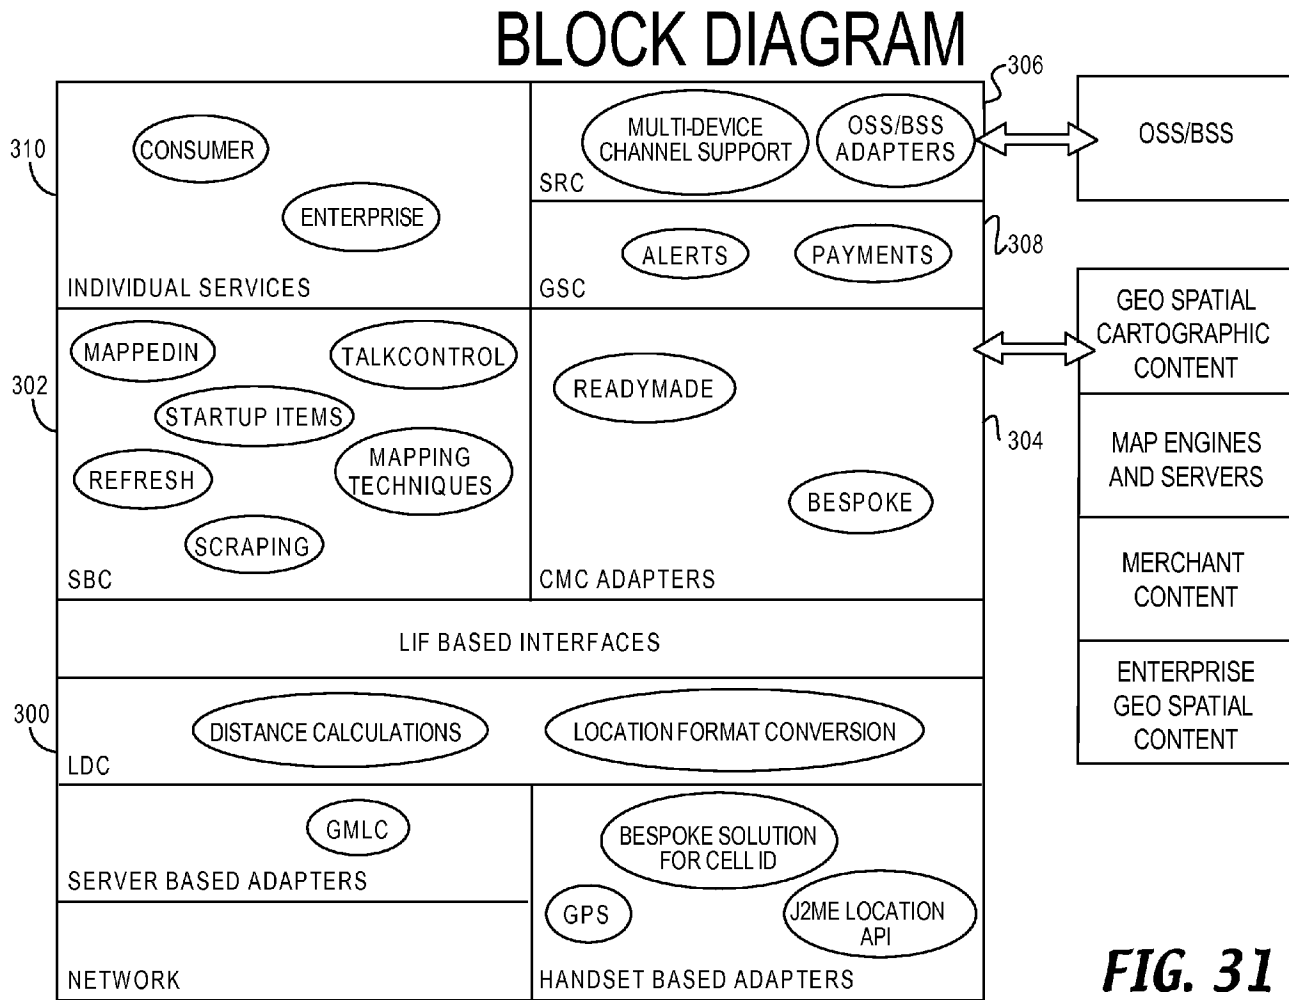 BLOCK DIAGRAM
306
310
CONSUMER
ENTERPRISE
INDIVIDUAL SERVICES
MULTI-DEVICE
CHANNEL SUPPORT
OSS/BSS
ADAPTERS
SRC
OSS/BSS
308
ALERTS
PAYMENTS
GSC
302
MAPPEDIN
TALKCONTROL
STARTUP ITEMS
REFRESH
MAPPING
TECHNIQUES
SCRAPING
SBC
READYMADE
BESPOKE
CMC ADAPTERS
304
GEO SPATIAL
CARTOGRAPHIC
CONTENT
MAP ENGINES
AND SERVERS
MERCHANT
CONTENT
ENTERPRISE
GEO SPATIAL
CONTENT
LIF BASED INTERFACES
300
DISTANCE CALCULATIONS
LOCATION FORMAT CONVERSION
LDC
GMLC
SERVER BASED ADAPTERS
NETWORK
BESPOKE SOLUTION
FOR CELL ID
GPS
J2ME LOCATION
API
HANDSET BASED ADAPTERS
FIG. 31